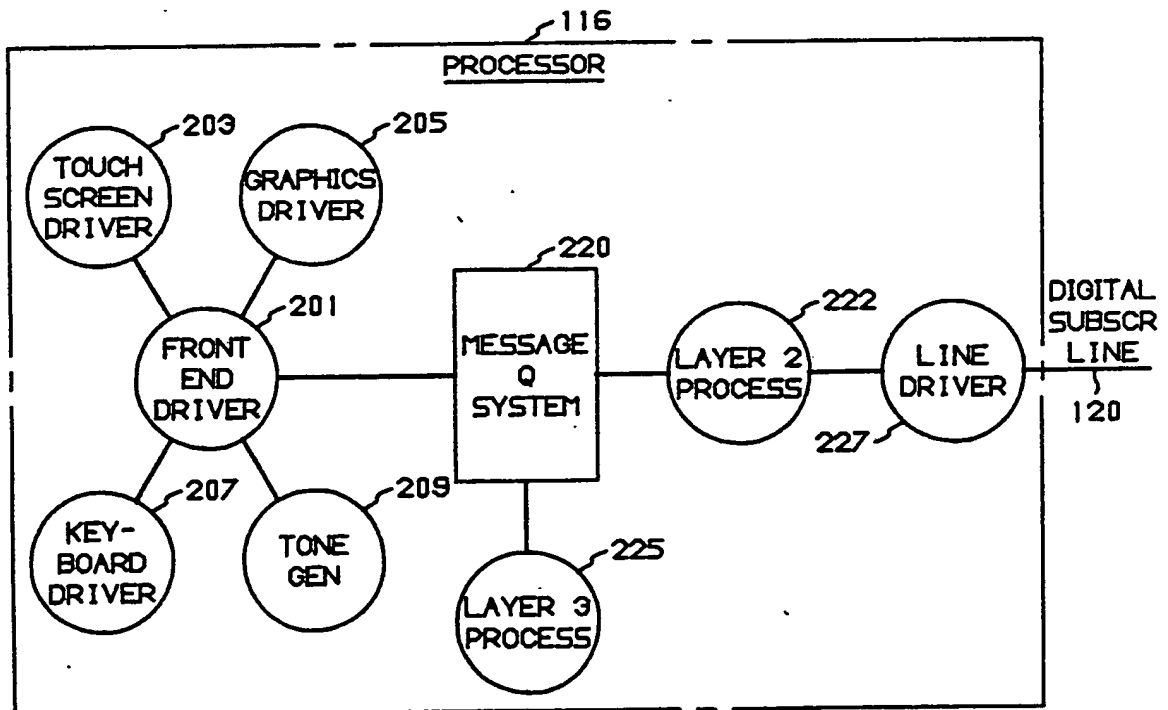 116
PROCESSOR
203
TOUCH
SCREEN
DRIVER
205
GRAPHICS
DRIVER
201
FRONT
END
DRIVER
220
MESSAGE
Q
SYSTEM
222
LAYER 2
PROCESS
LINE
DRIVER
227
DIGITAL
SUBSCR
LINE
120
207
KEY-
BOARD
DRIVER
209
TONE
GEN
225
LAYER 3
PROCESS